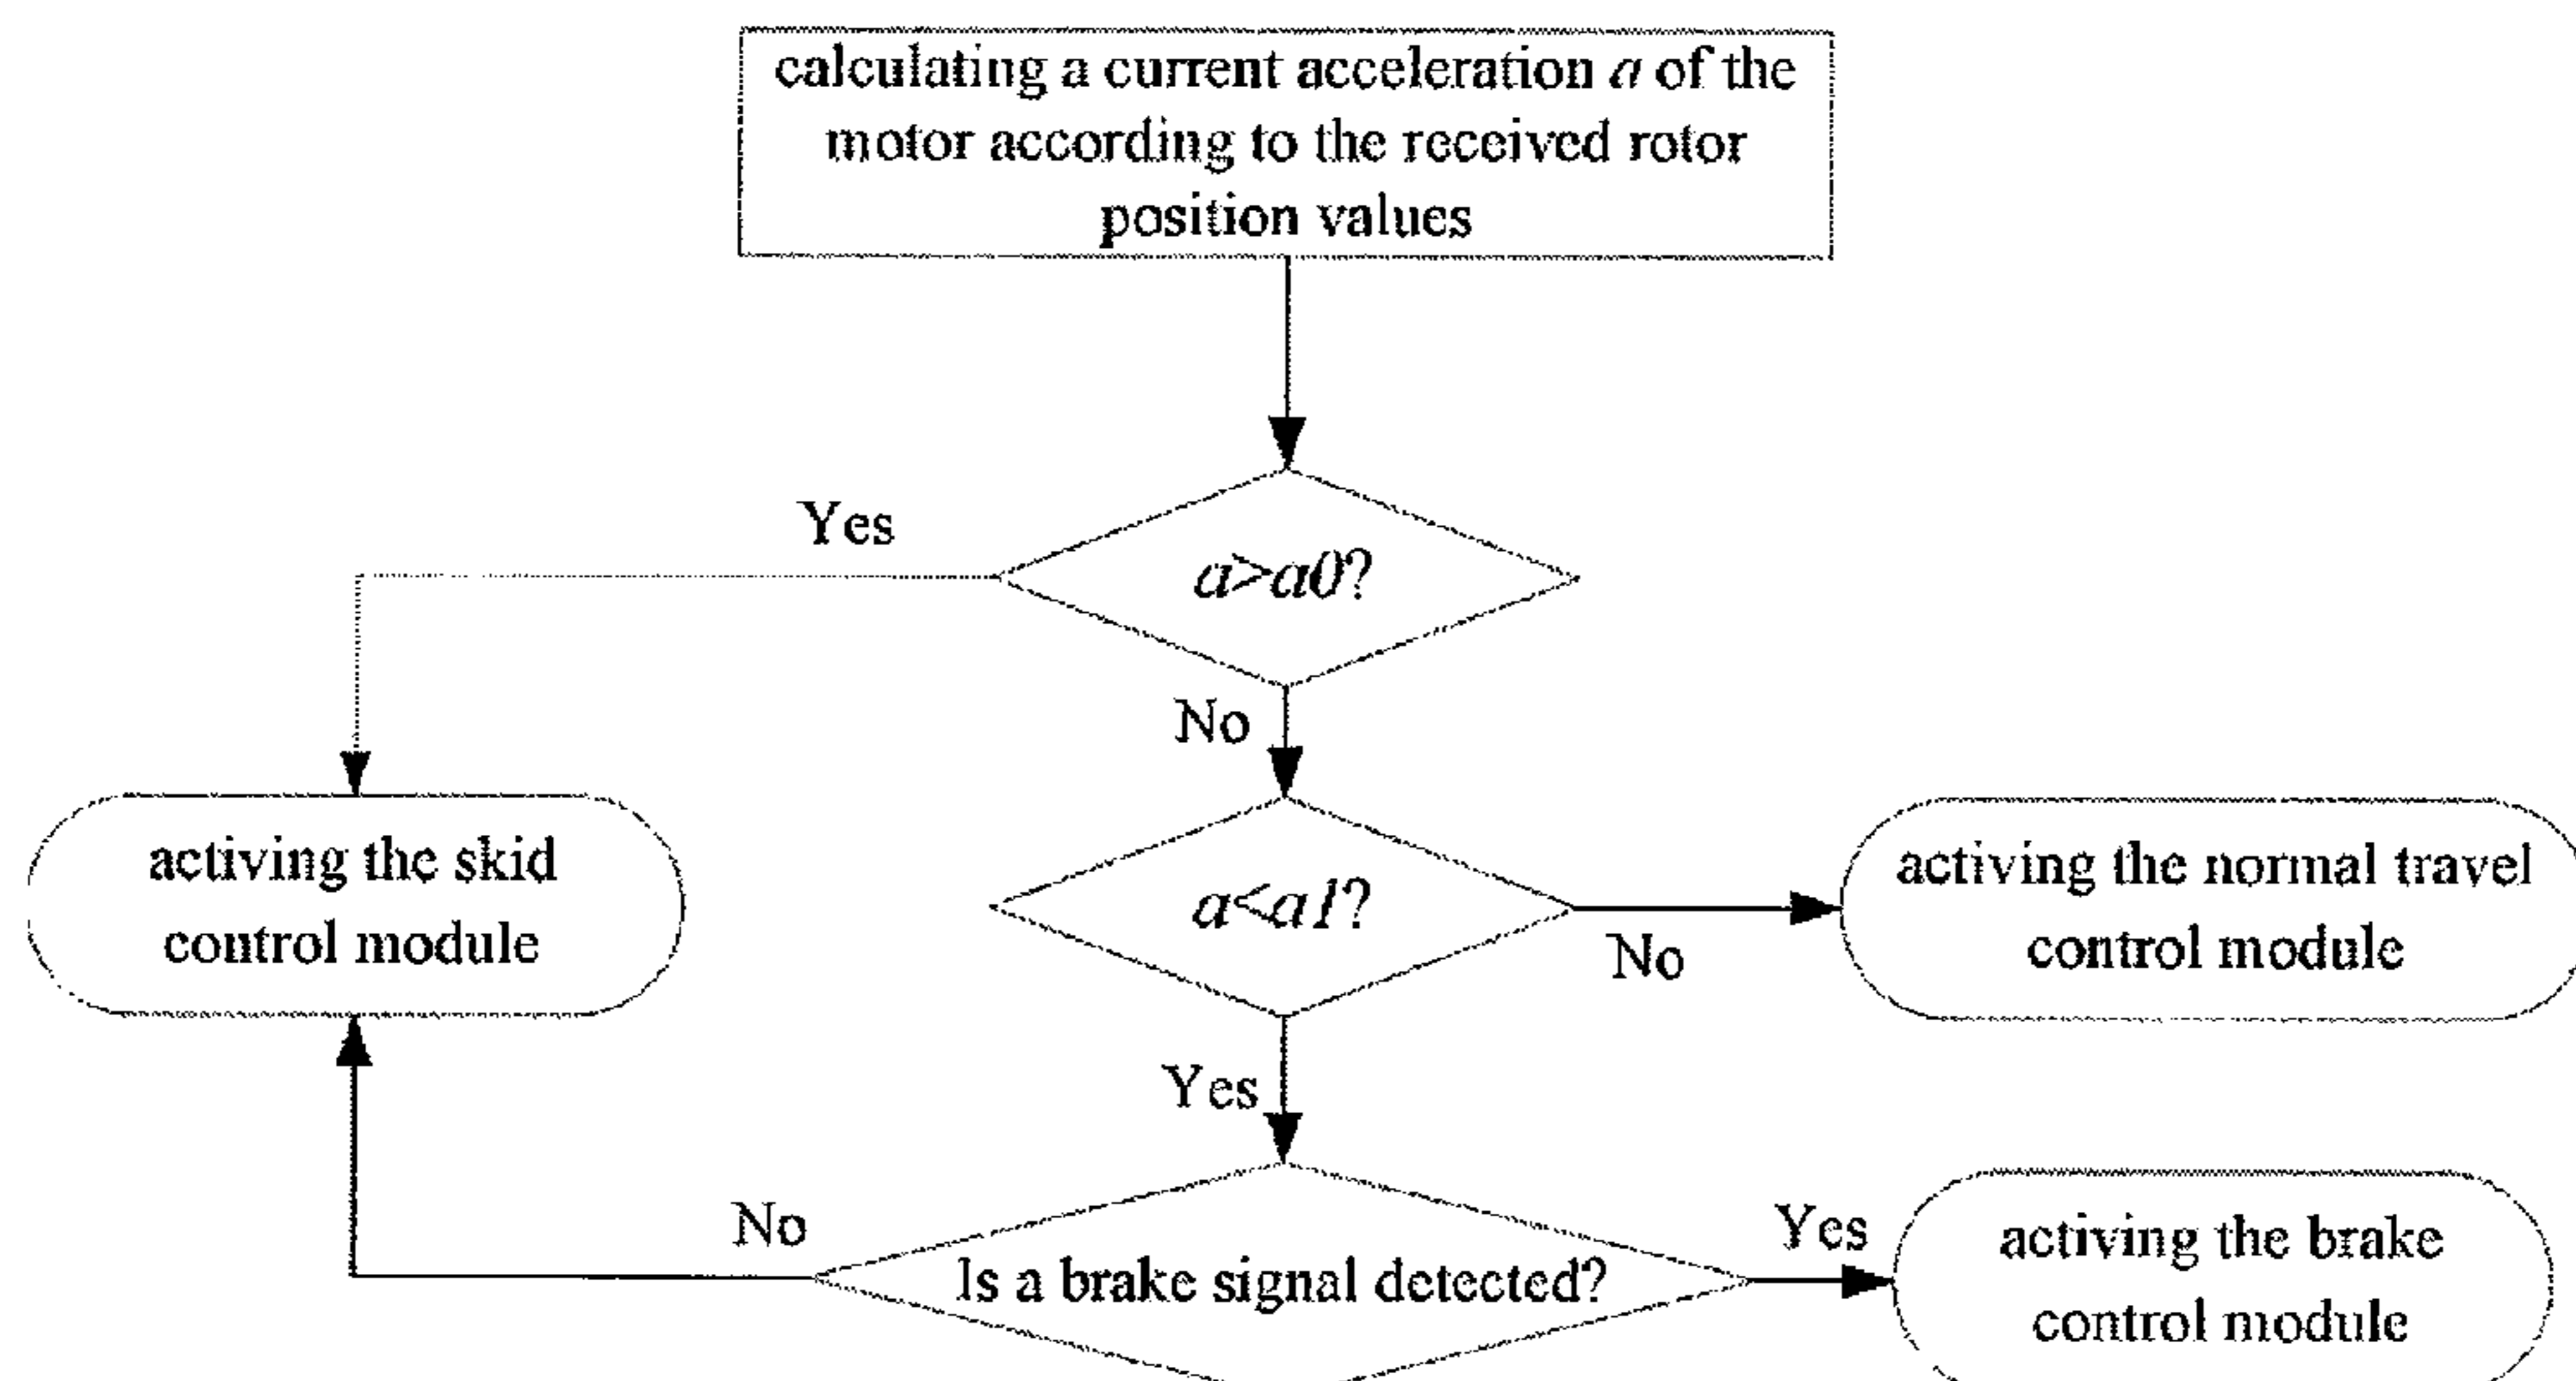 calculating a current acceleration a of the
motor according to the received rotor
position values
Yes
a>a0?
No
activing the skid
control module
a<a1?
No
activing the normal travel
control module
Yes
No
Is a brake signal detected?
Yes
activing the brake
control module